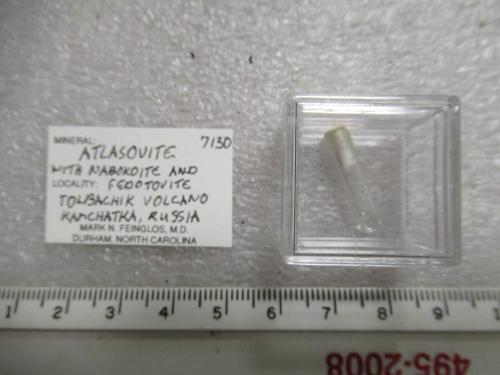 MINERAL: 7130
ATLASOVITE
WITH NABOKOITE AND
LOCALITY: FEDOTOVITE
TOLBACHIK VOLCANO
KAMCHATKA, RUSSIA
MARK N. FEINGLOS, M.D.
DURHAM, NORTH CAROLINA
1 2 3 4 5 6 7 8 9 1
495-2008